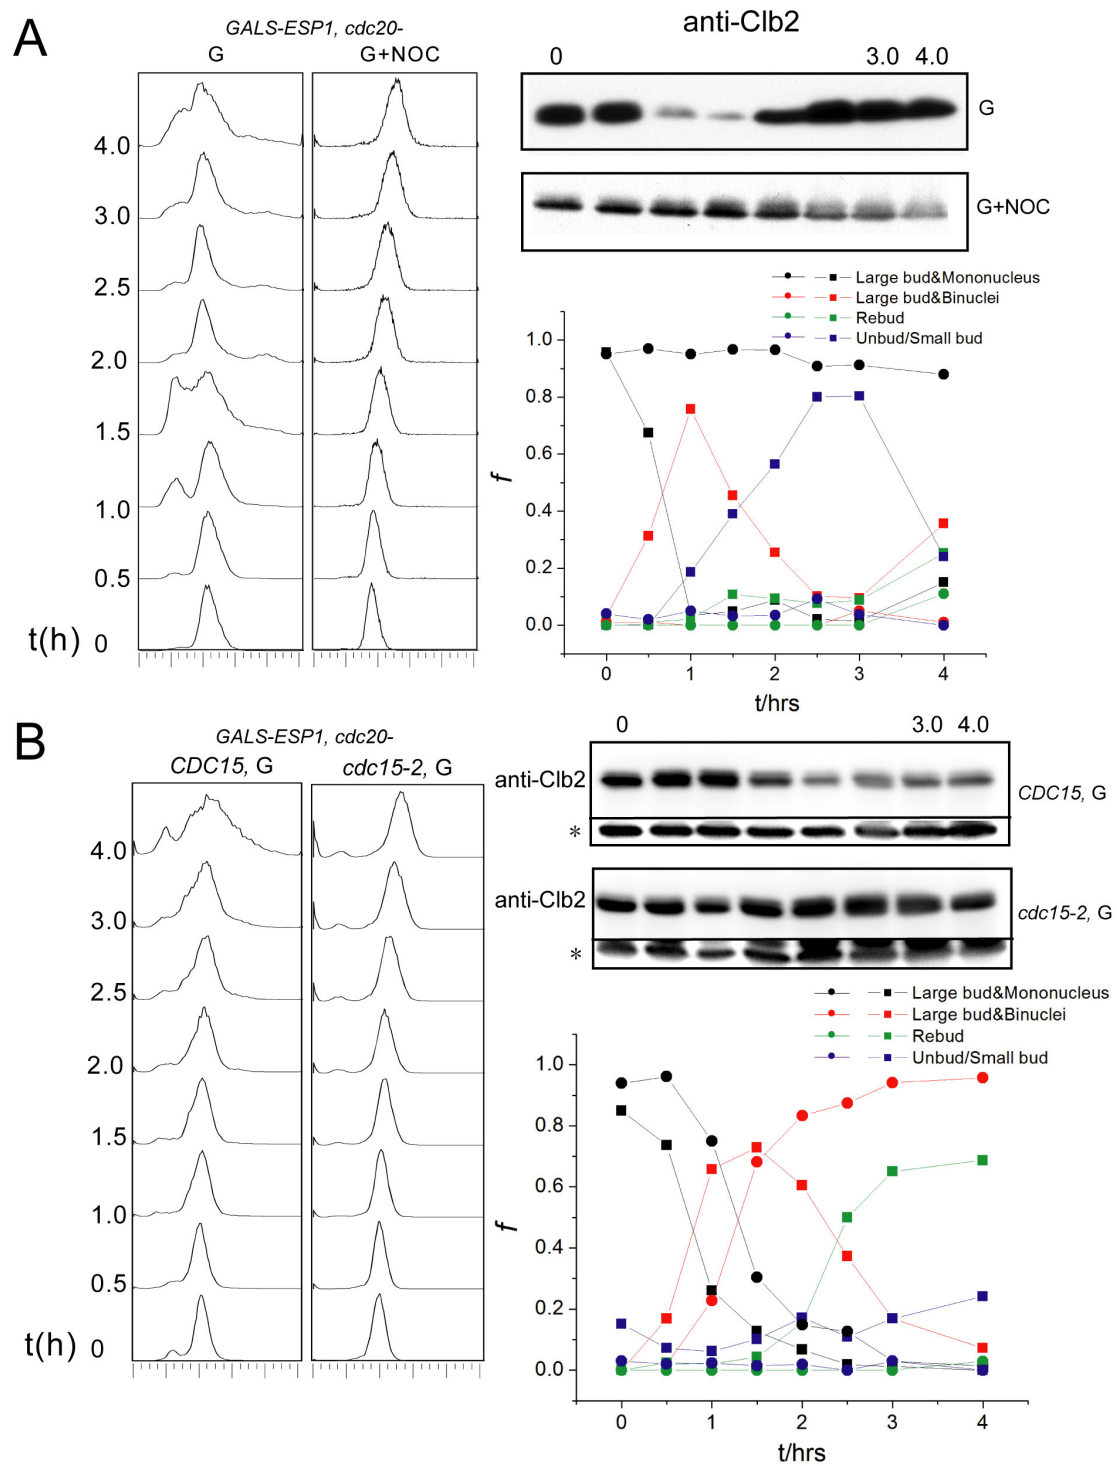 A
GALS-ESP1, cdc20-
G
G+NOC
4.0
3.0
2.5
2.0
1.5
1.0
0.5
t(h) 0
anti-Clb2
0 3.0 4.0
G
G+NOC
Large bud&Mononucleus
Large bud&Binuclei
Rebud
Unbud/Small bud
1.0
0.8
0.6
0.4
0.2
0.0
f
0 1 2 3 4
t/hrs
B
GALS-ESP1, cdc20-
CDC15, G
cdc15-2, G
4.0
3.0
2.5
2.0
1.5
1.0
0.5
t(h) 0
0 3.0 4.0
anti-Clb2
CDC15, G
*
anti-Clb2
cdc15-2, G
*
Large bud&Mononucleus
Large bud&Binuclei
Rebud
Unbud/Small bud
1.0
0.8
0.6
0.4
0.2
0.0
f
0 1 2 3 4
t/hrs